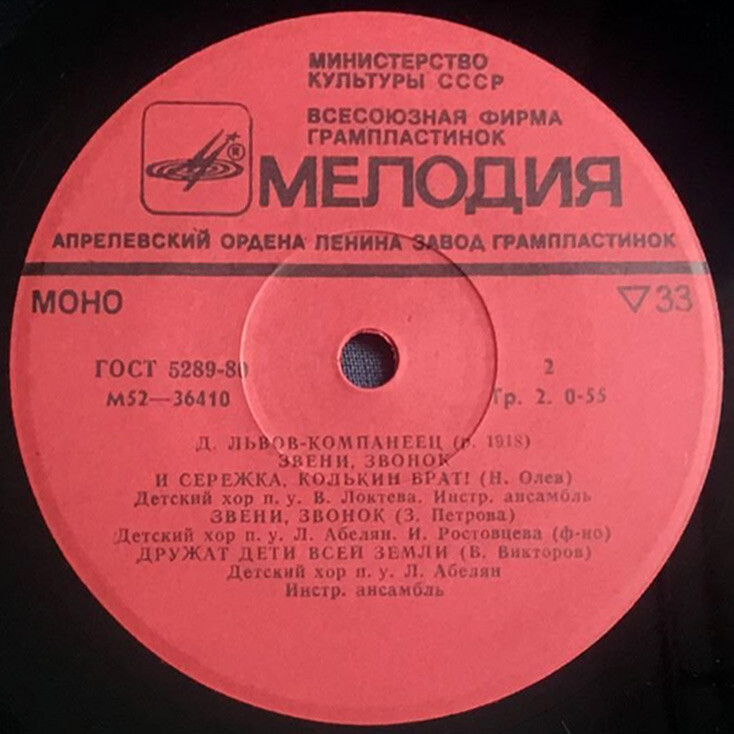 МИНИСТЕРСТВО
КУЛЬТУРЫ СССР
ВСЕСОЮЗНАЯ ФИРМА
ГРАМПЛАСТИНОК
® МЕЛОДИЯ
АПРЕЛЕВСКИЙ ОРДЕНА ЛЕНИНА ЗАВОД ГРАМПЛАСТИНОК
МОНО ▽33
ГОСТ 5289-80 2
М52—36410 Гр. 2. 0-55
Д. ЛЬВОВ-КОМПАНЕЕЦ (р. 1918)
ЗВЕНИ, ЗВОНОК
И СЕРЕЖКА, КОЛЬКИН БРАТ! (Н. Олев)
Детский хор п. у. В. Локтева. Инстр. ансамбль
ЗВЕНИ, ЗВОНОК (З. Петрова)
Детский хор п. у. Л. Абелян. И. Ростовцева (ф-но)
ДРУЖАТ ДЕТИ ВСЕЙ ЗЕМЛИ (В. Викторов)
Детский хор п. у. Л. Абелян
Инстр. ансамбль